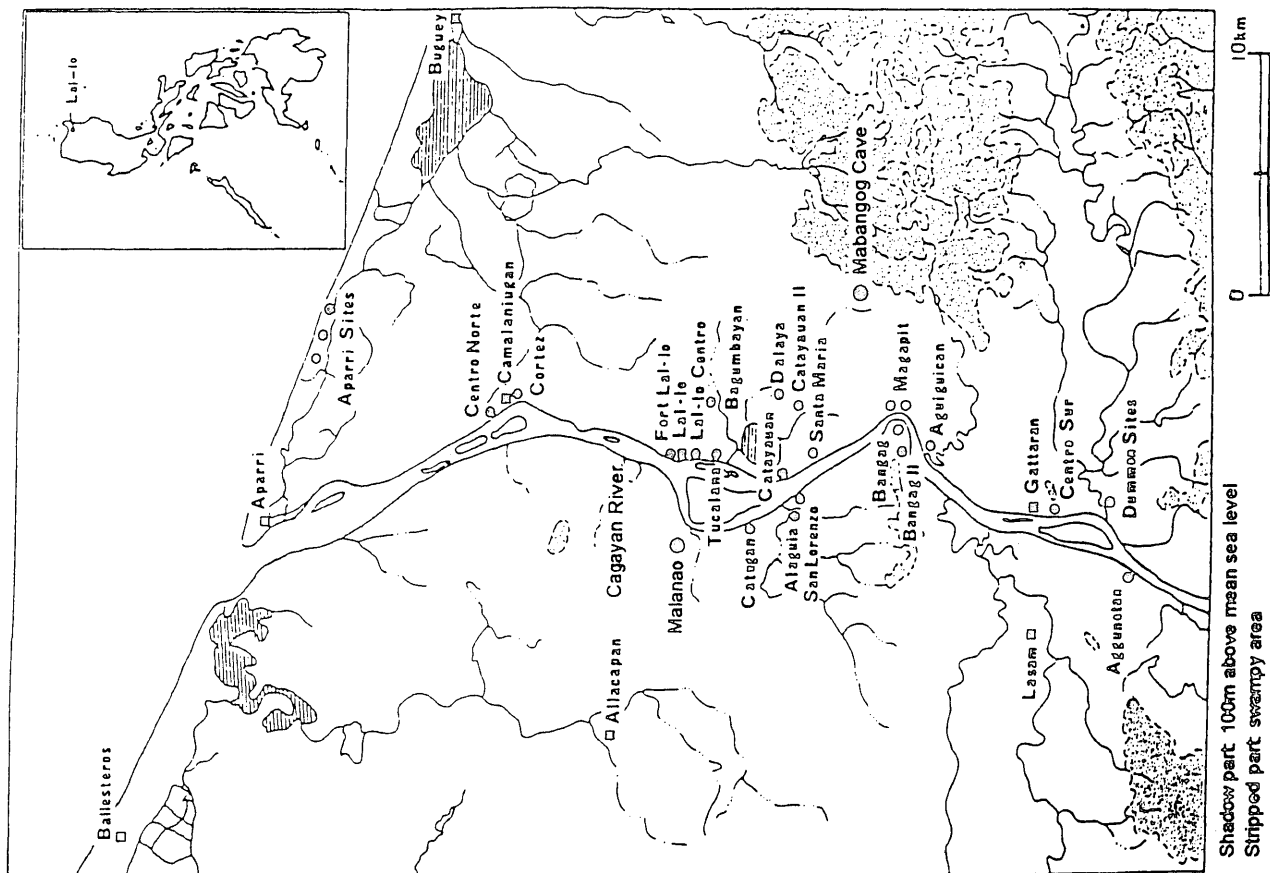 Lal-lo
Buguey
Ballesteros
Aparri
Aparri Sites
Centro Norte
Camalaniugan
Cortez
Allacapan
Cagayan River
Malanao
Fort Lal-lo
Lal-lo
Lal-lo Centro
Tucalana
Bagumbayan
Catugan
Catayauan
Dalaya
Alaguia
Catayauan II
San Lorenzo
Santa Maria
Mabangog Cave
Bangag
Magapit
Bangag II
Aguiguican
Lasam
Gattaran
Centro Sur
Aggunotan
Dummon Sites
Shadow part 100m above mean sea level
Stripped part swampy area
0
10km